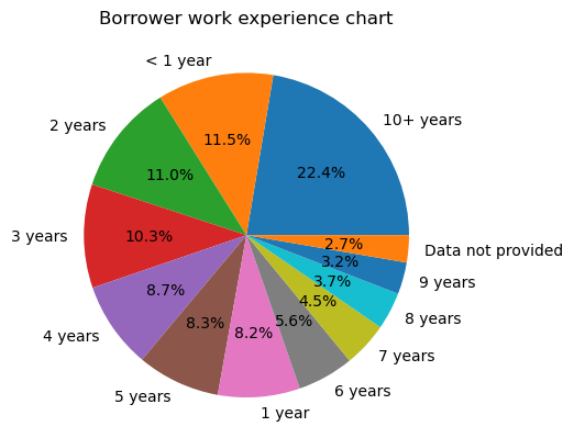 Borrower work experience chart
< 1 year
10+ years
2 years
11.5%
22.4%
11.0%
3 years
10.3%
2.7%
Data not provided
3.2%
9 years
3.7%
8.7%
4.5%
8 years
8.3%
5.6%
8.2%
4 years
7 years
5 years
6 years
1 year